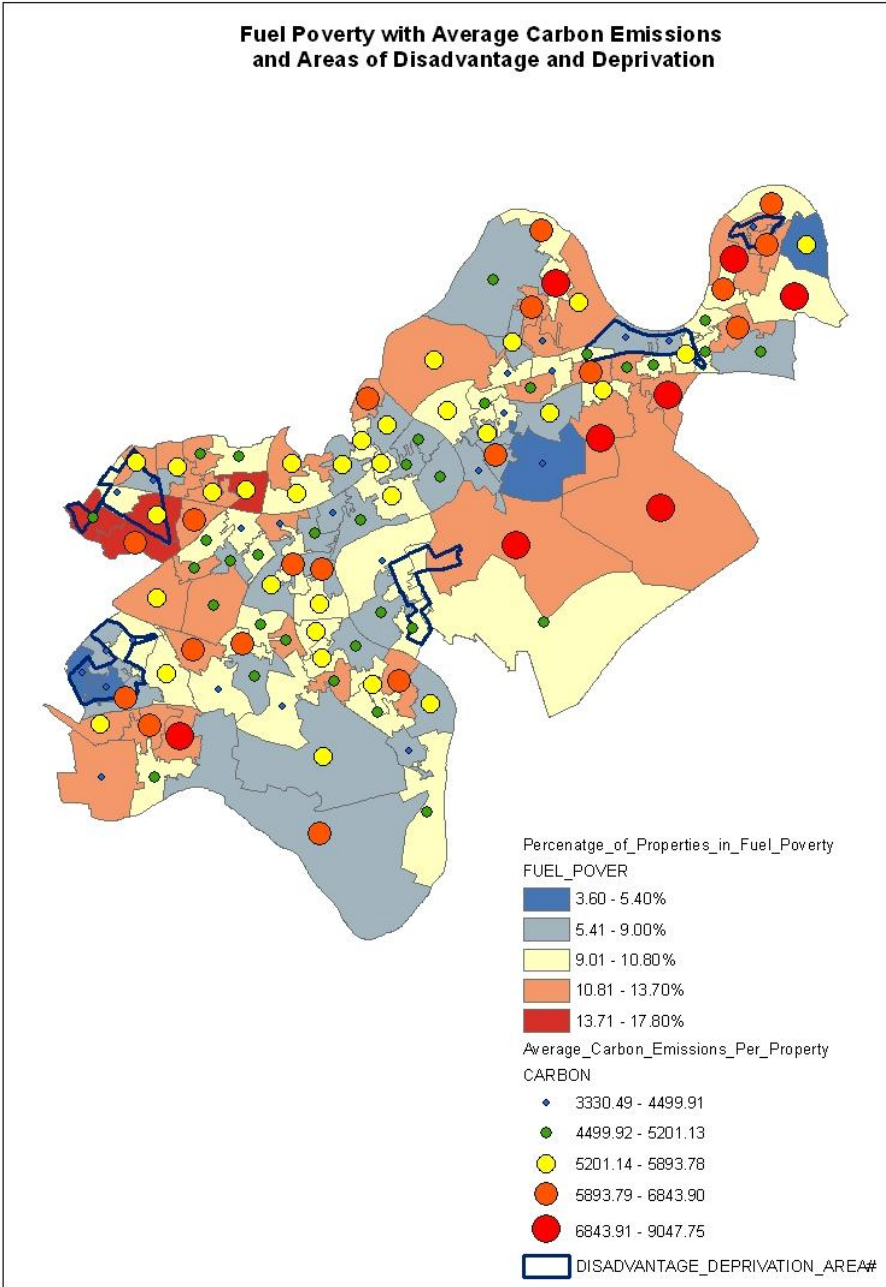 Fuel Poverty with Average Carbon Emissions
and Areas of Disadvantage and Deprivation
Percenatge_of_Properties_in_Fuel_Poverty
FUEL_POVER
3.60 - 5.40%
5.41 - 9.00%
9.01 - 10.80%
10.81 - 13.70%
13.71 - 17.80%
Average_Carbon_Emissions_Per_Property
CARBON
3330.49 - 4499.91
4499.92 - 5201.13
5201.14 - 5893.78
5893.79 - 6843.90
6843.91 - 9047.75
DISADVANTAGE_DEPRIVATION_AREA#